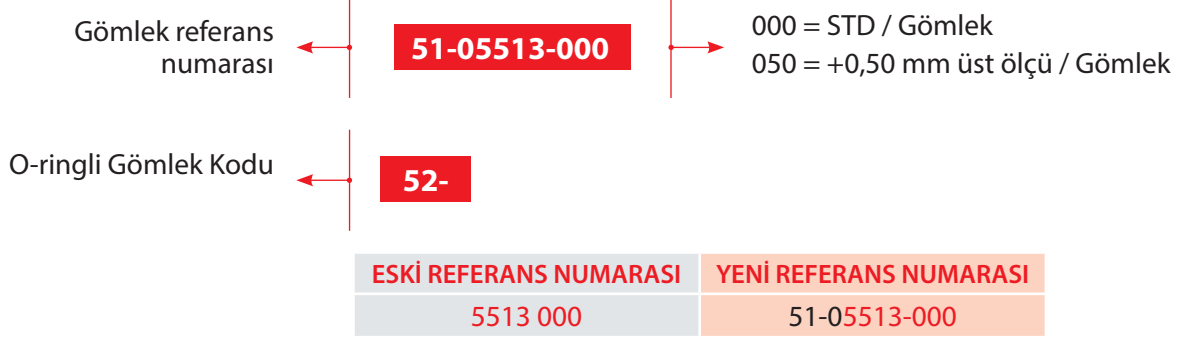 Gömlek referans
numarası
51-05513-000
000 = STD / Gömlek
050 = +0,50 mm üst ölçü / Gömlek
O-ringli Gömlek Kodu
52-
ESKİ REFERANS NUMARASI YENİ REFERANS NUMARASI
5513 000 51-05513-000